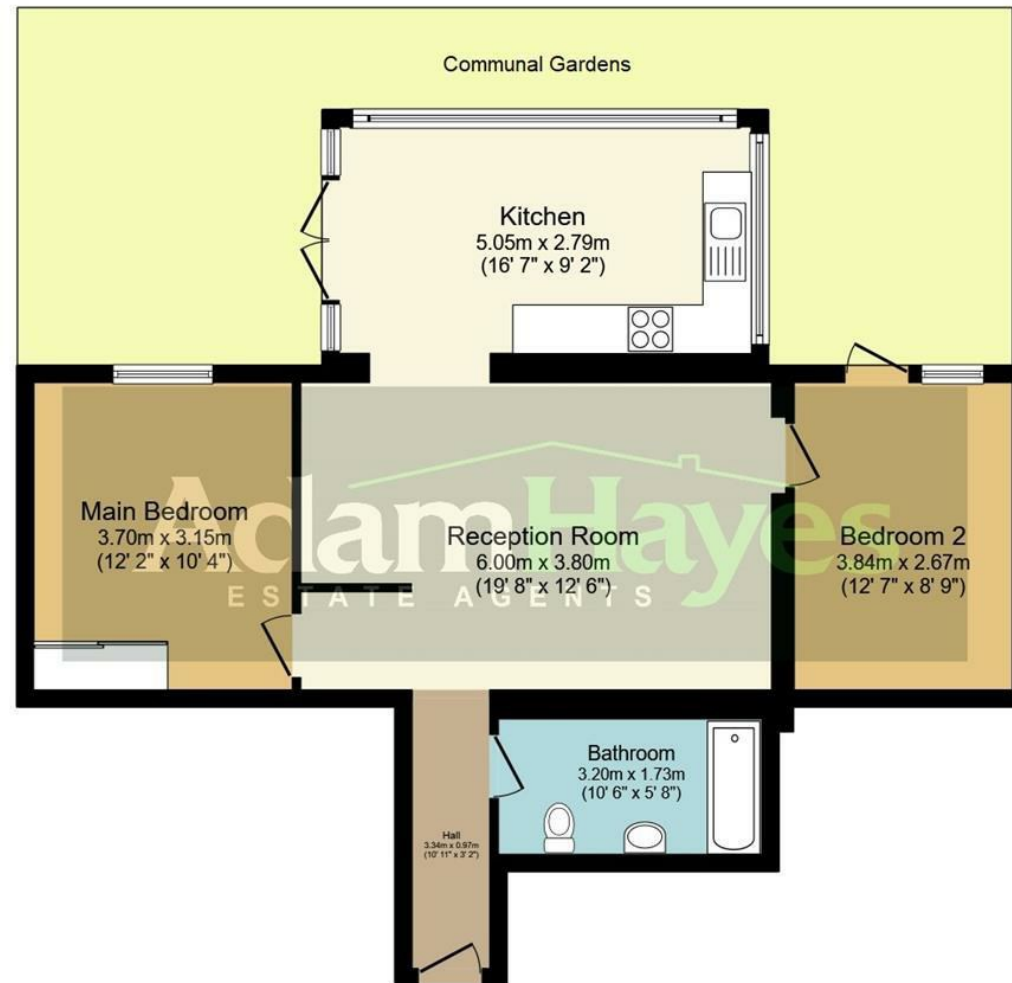 Communal Gardens
Kitchen
5.05m x 2.79m
(16' 7" x 9' 2")
Main Bedroom
3.70m x 3.15m
(12' 2" x 10' 4")
Reception Room
6.00m x 3.80m
(19' 8" x 12' 6")
Bedroom 2
3.84m x 2.67m
(12' 7" x 8' 9")
AdamHayes
ESTATE AGENTS
Bathroom
3.20m x 1.73m
(10' 6" x 5' 8")
Hall
3.34m x 0.97m
(10' 11" x 3' 2")